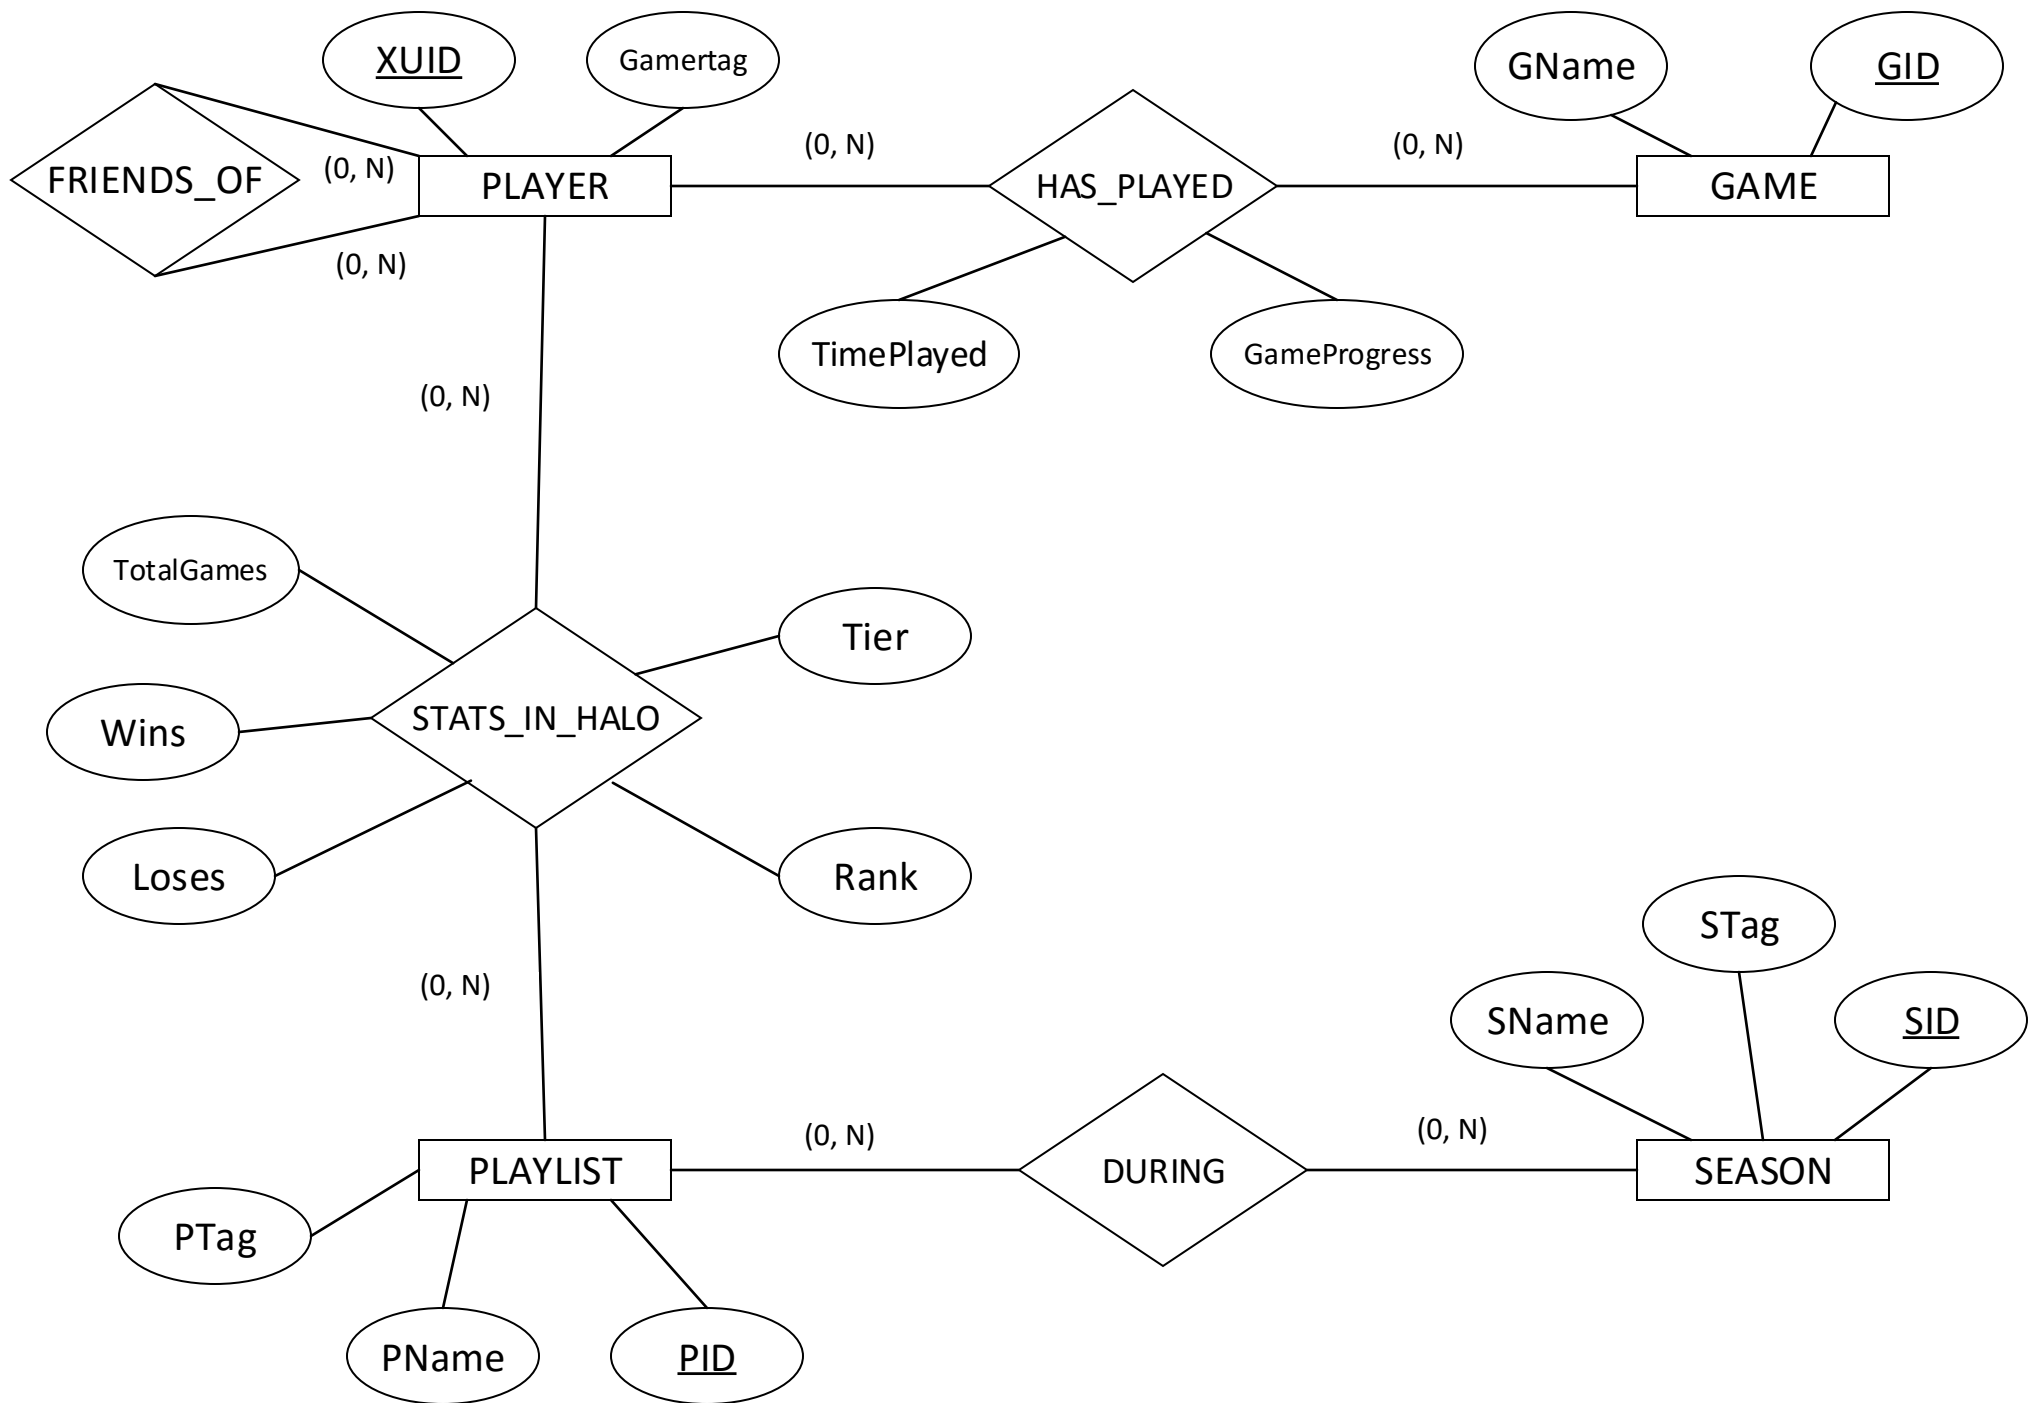 XUID
Gamertag
GName
GID
(0, N)
(0, N)
FRIENDS_OF
(0, N)
PLAYER
HAS_PLAYED
GAME
(0, N)
TimePlayed
GameProgress
(0, N)
TotalGames
Tier
STATS_IN_HALO
Wins
Loses
Rank
STag
(0, N)
SName
SID
(0, N)
(0, N)
PLAYLIST
DURING
SEASON
PTag
PName
PID